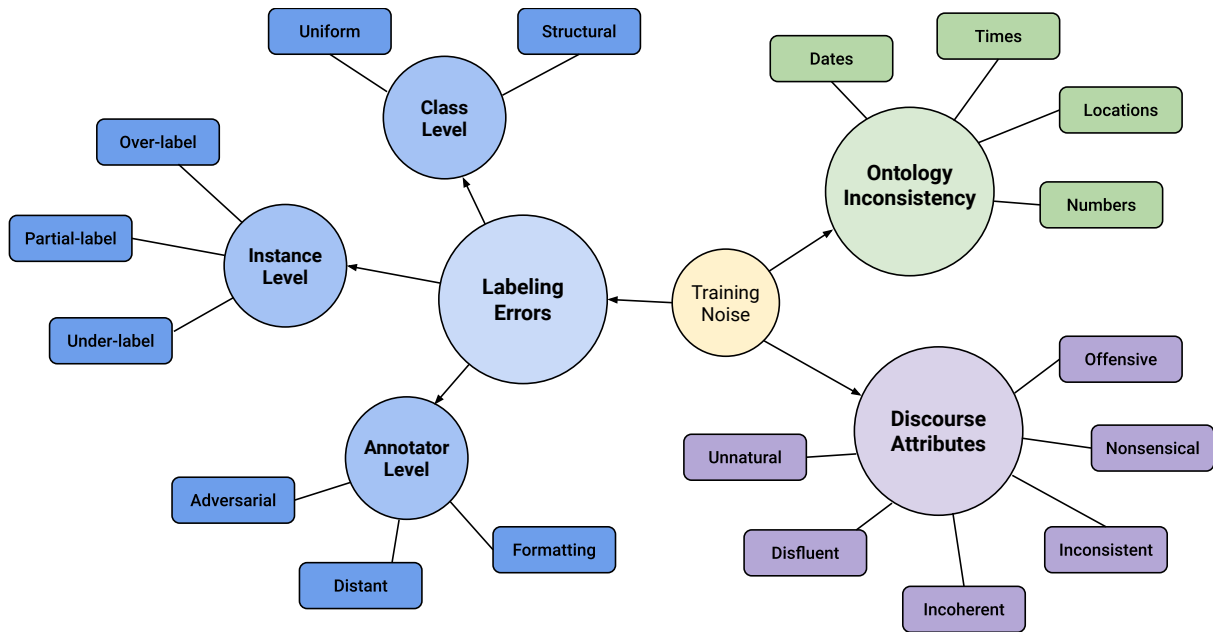 Uniform
Structural
Class
Level
Over-label
Partial-label
Under-label
Instance
Level
Labeling
Errors
Annotator
Level
Adversarial
Distant
Formatting
Training
Noise
Dates
Times
Locations
Numbers
Ontology
Inconsistency
Discourse
Attributes
Offensive
Nonsensical
Inconsistent
Incoherent
Disfluent
Unnatural